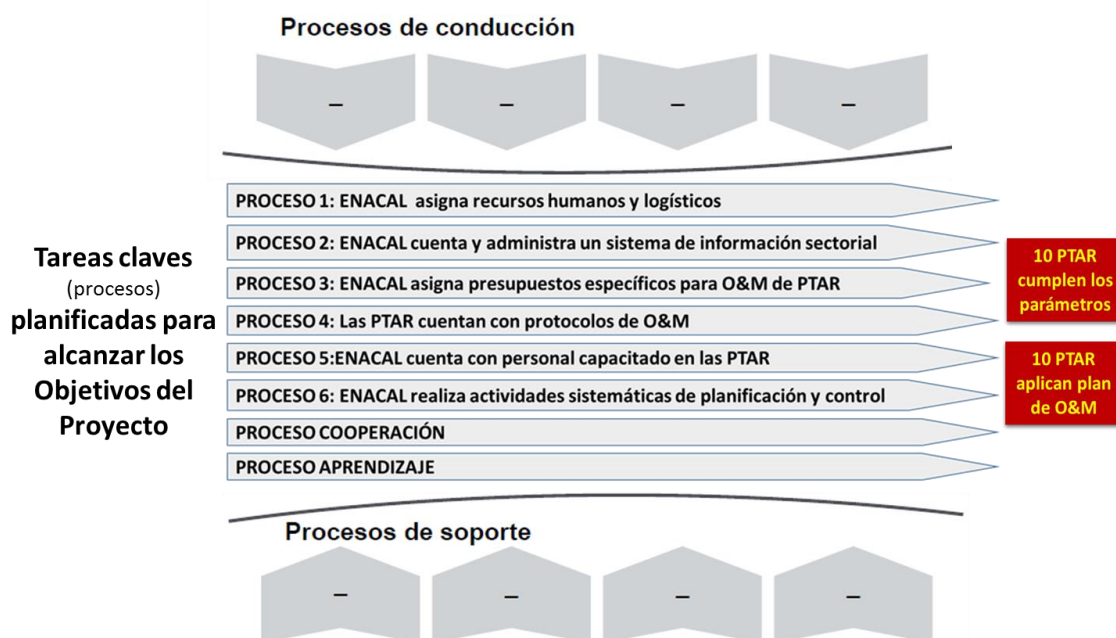 Procesos de conducción
– – – –
Tareas claves
(procesos)
planificadas para
alcanzar los
Objetivos del
Proyecto
PROCESO 1: ENACAL asigna recursos humanos y logísticos
PROCESO 2: ENACAL cuenta y administra un sistema de información sectorial
PROCESO 3: ENACAL asigna presupuestos específicos para O&M de PTAR
PROCESO 4: Las PTAR cuentan con protocolos de O&M
PROCESO 5:ENACAL cuenta con personal capacitado en las PTAR
PROCESO 6: ENACAL realiza actividades sistemáticas de planificación y control
PROCESO COOPERACIÓN
PROCESO APRENDIZAJE
10 PTAR
cumplen los
parámetros
10 PTAR
aplican plan
de O&M
Procesos de soporte
– – – –